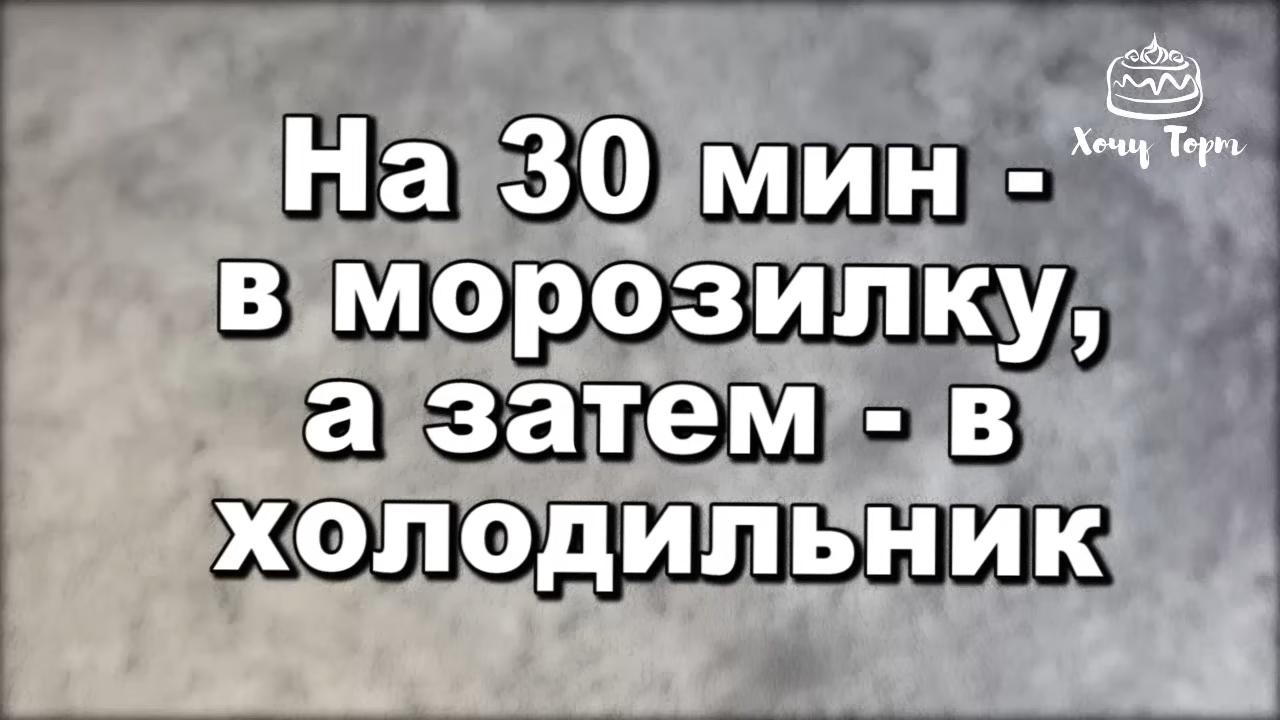 Хочу Торт
На 30 мин -
в морозилку,
а затем - в
холодильник